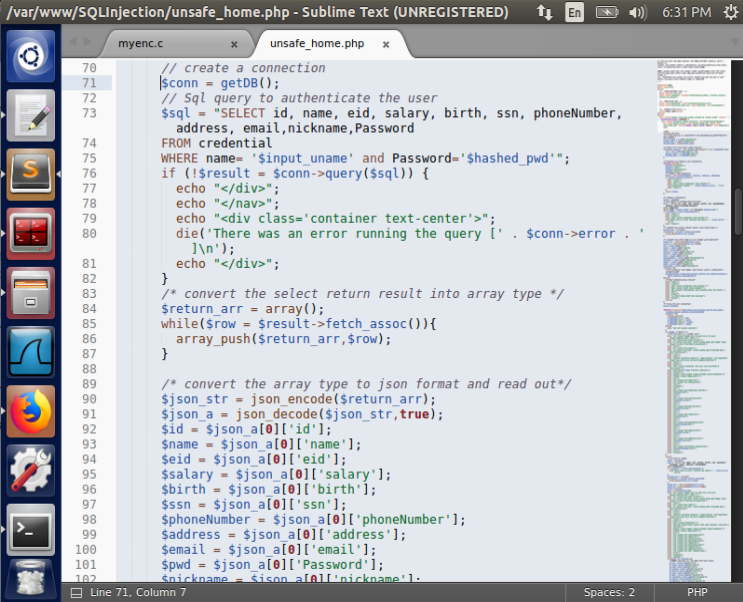 /var/www/SQLInjection/unsafe_home.php - Sublime Text (UNREGISTERED) En 6:31 PM
myenc.c × unsafe_home.php ×
70 // create a connection
71 $conn = getDB();
72 // Sql query to authenticate the user
73 $sql = "SELECT id, name, eid, salary, birth, ssn, phoneNumber,
address, email,nickname,Password
74 FROM credential
75 WHERE name= '$input_uname' and Password='$hashed_pwd'";
76 if (!$result = $conn->query($sql)) {
77 echo "</div>";
78 echo "</nav>";
79 echo "<div class='container text-center'>";
80 die('There was an error running the query [' . $conn->error . '
]\n');
81 echo "</div>";
82 }
83 /* convert the select return result into array type */
84 $return_arr = array();
85 while($row = $result->fetch_assoc()){
86 array_push($return_arr,$row);
87 }
88
89 /* convert the array type to json format and read out*/
90 $json_str = json_encode($return_arr);
91 $json_a = json_decode($json_str,true);
92 $id = $json_a[0]['id'];
93 $name = $json_a[0]['name'];
94 $eid = $json_a[0]['eid'];
95 $salary = $json_a[0]['salary'];
96 $birth = $json_a[0]['birth'];
97 $ssn = $json_a[0]['ssn'];
98 $phoneNumber = $json_a[0]['phoneNumber'];
99 $address = $json_a[0]['address'];
100 $email = $json_a[0]['email'];
101 $pwd = $json_a[0]['Password'];
102 $nickname = $json_a[0]['nickname'];
Line 71, Column 7 Spaces: 2 PHP